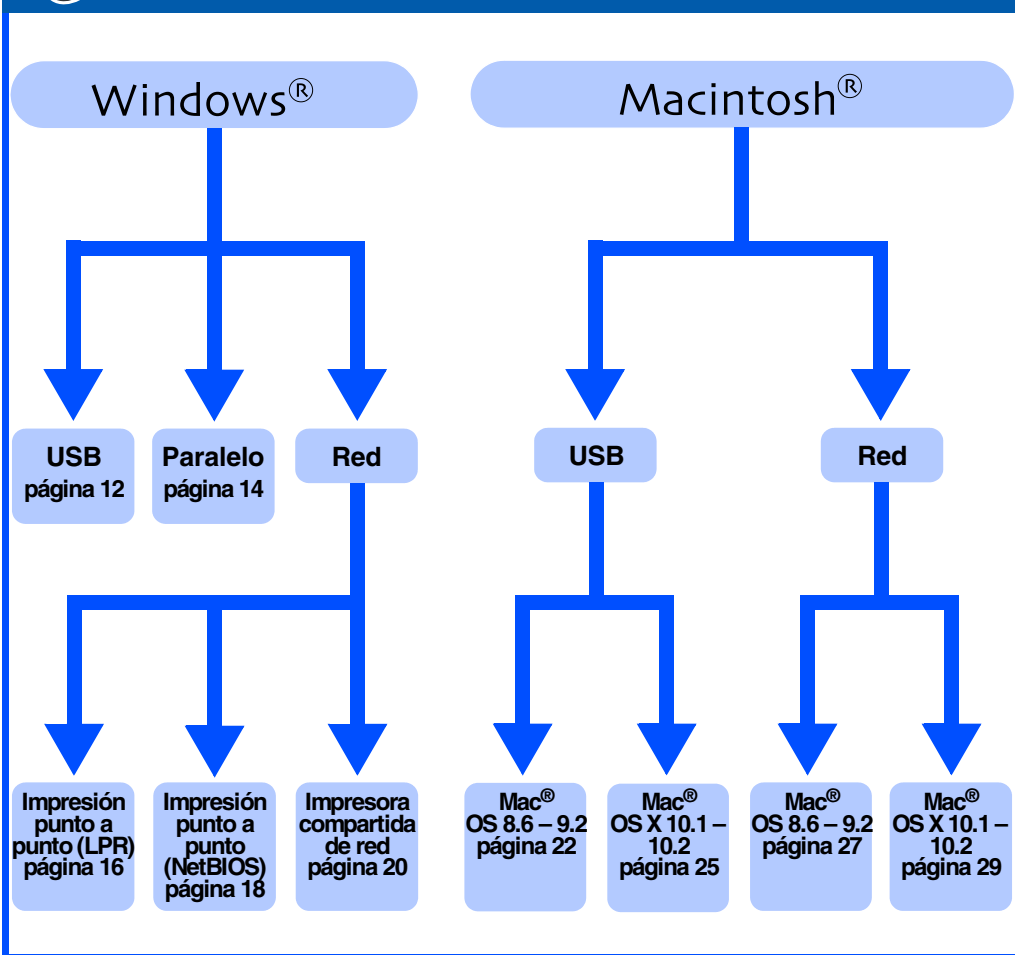 Windows®
Macintosh®
USB
página 12
Paralelo
página 14
Red
USB
Red
Impresión
punto a
punto (LPR)
página 16
Impresión
punto a
punto
(NetBIOS)
página 18
Impresora
compartida
de red
página 20
Mac®
OS 8.6 – 9.2
página 22
Mac®
OS X 10.1 –
10.2
página 25
Mac®
OS 8.6 – 9.2
página 27
Mac®
OS X 10.1 –
10.2
página 29